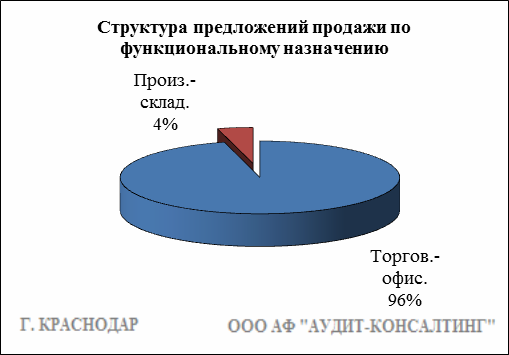 Структура предложений продажи по
функциональному назначению
Произ.-
склад.
4%
Торгов.-
офис.
96%
Г. КРАСНОДАР
ООО АФ "АУДИТ-КОНСАЛТИНГ"